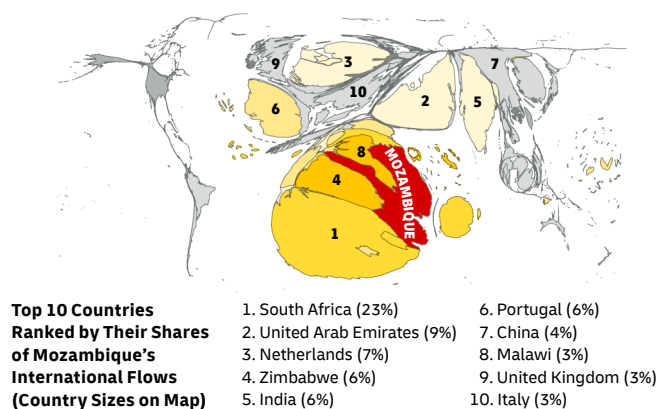 9
3
7
10
6
2
5
8
MOZAMBIQUE
4
1
Top 10 Countries
Ranked by Their Shares
of Mozambique's
International Flows
(Country Sizes on Map)
1. South Africa (23%)
2. United Arab Emirates (9%)
3. Netherlands (7%)
4. Zimbabwe (6%)
5. India (6%)
6. Portugal (6%)
7. China (4%)
8. Malawi (3%)
9. United Kingdom (3%)
10. Italy (3%)